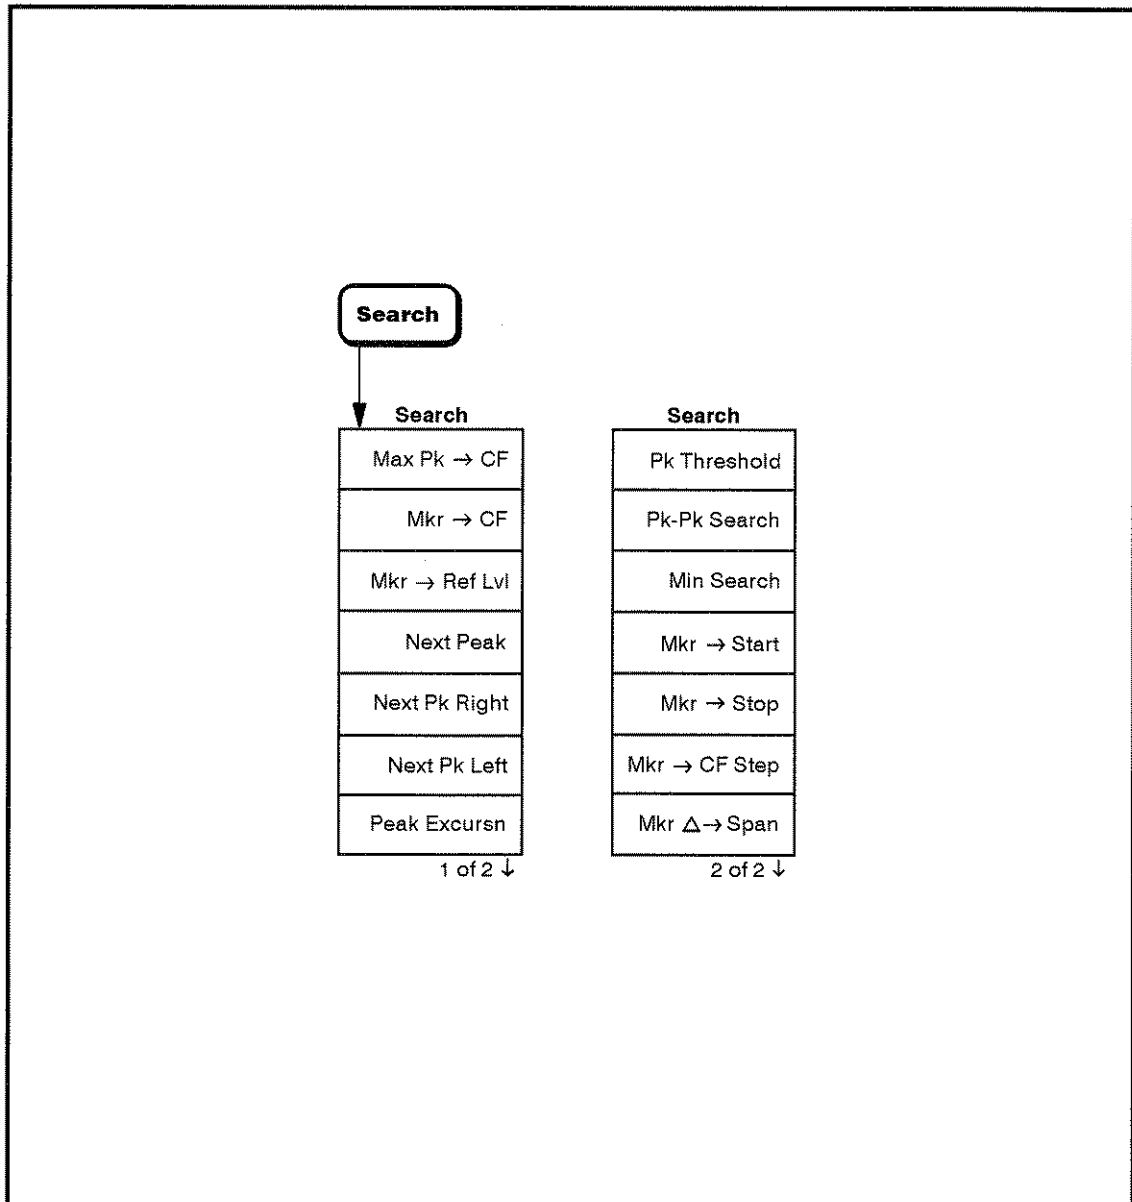 Search
Search
Max Pk → CF
Mkr → CF
Mkr → Ref Lvl
Next Peak
Next Pk Right
Next Pk Left
Peak Excursn
1 of 2 ↓
Search
Pk Threshold
Pk-Pk Search
Min Search
Mkr → Start
Mkr → Stop
Mkr → CF Step
Mkr △→ Span
2 of 2 ↓